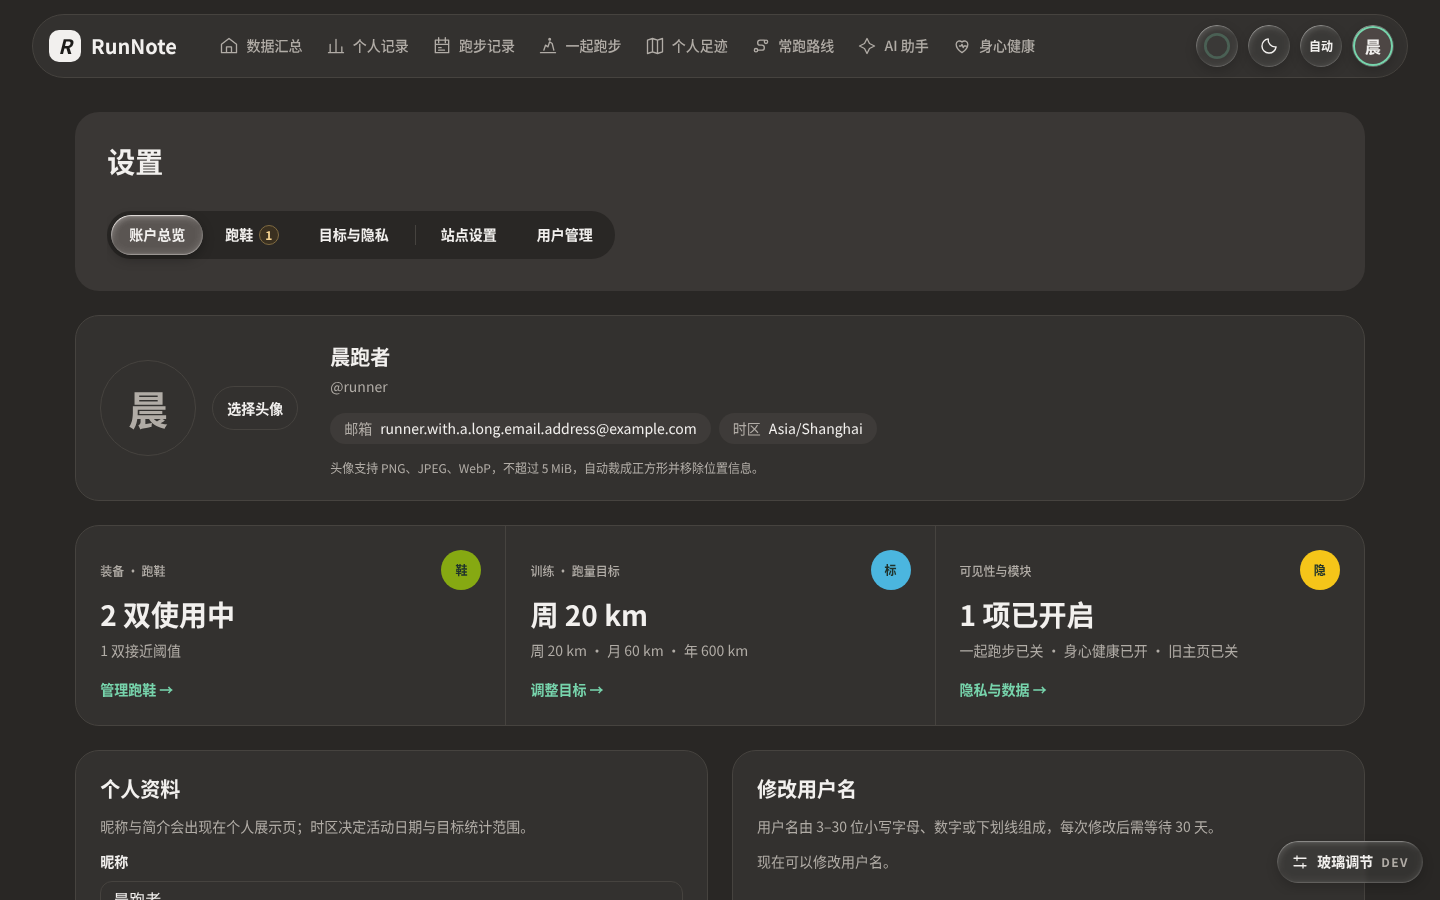 R RunNote 数据汇总 个人记录 跑步记录 一起跑步 个人足迹 常跑路线 AI 助手 身心健康 自动 晨
设置
账户总览 跑鞋 1 目标与隐私 站点设置 用户管理
晨 选择头像
晨跑者
@runner
邮箱 runner.with.a.long.email.address@example.com 时区 Asia/Shanghai
头像支持 PNG、JPEG、WebP，不超过 5 MiB，自动裁成正方形并移除位置信息。
装备 · 跑鞋 鞋
2 双使用中
1 双接近阈值
管理跑鞋 →
训练 · 跑量目标 标
周 20 km
周 20 km · 月 60 km · 年 600 km
调整目标 →
可见性与模块 隐
1 项已开启
一起跑步已关 · 身心健康已开 · 旧主页已关
隐私与数据 →
个人资料
昵称与简介会出现在个人展示页；时区决定活动日期与目标统计范围。
昵称
晨跑者
修改用户名
用户名由 3–30 位小写字母、数字或下划线组成，每次修改后需等待 30 天。
现在可以修改用户名。
玻璃调节 DEV